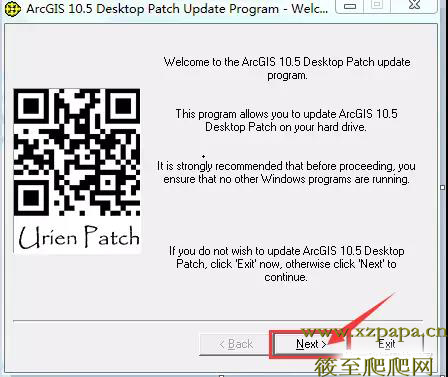 ArcGIS 10.5 Desktop Patch Update Program - Welc...
Welcome to the ArcGIS 10.5 Desktop Patch update
program.
This program allows you to update ArcGIS 10.5
Desktop Patch on your hard drive.
It is strongly recommended that before proceeding, you
ensure that no other Windows programs are running.
Urien Patch
If you do not wish to update ArcGIS 10.5 Desktop
Patch, click 'Exit' now, otherwise click 'Next' to
continue.
www.xzpapa.cn
< Back
Next >
Exit
筱至爬爬网